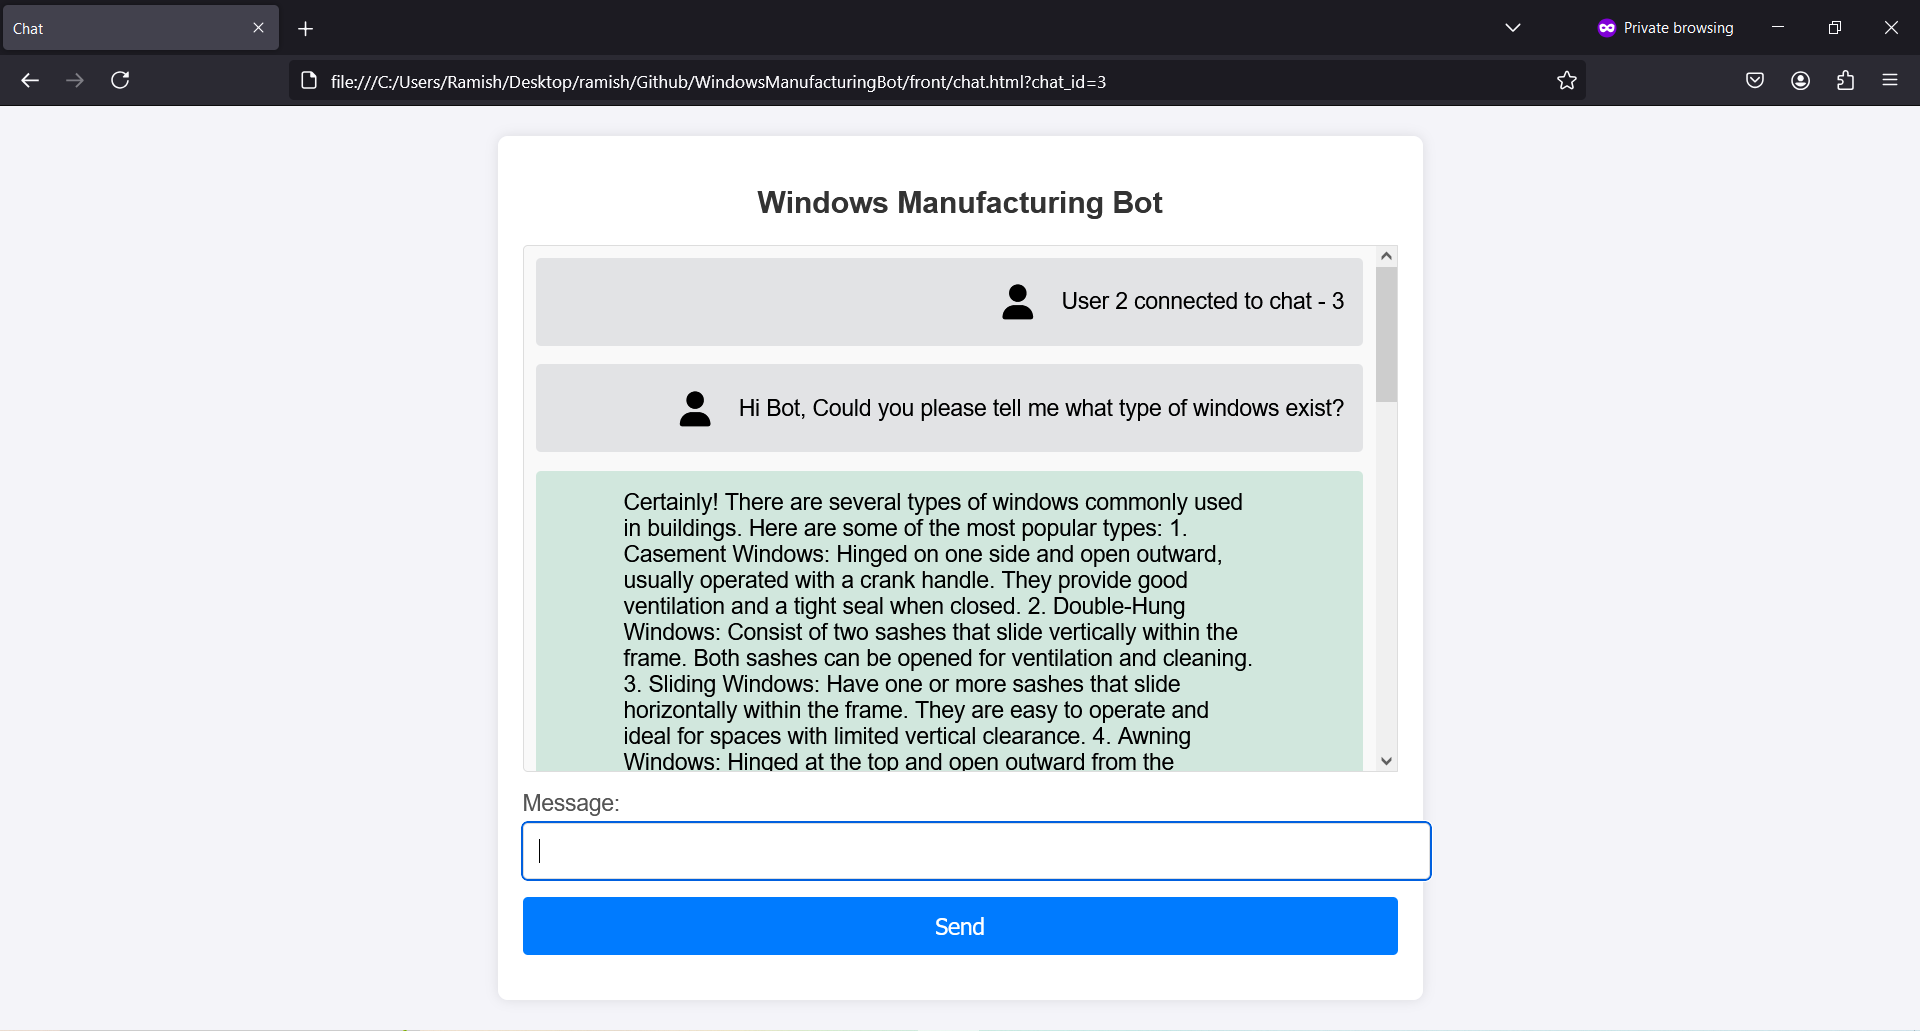 Chat
Private browsing
file:///C:/Users/Ramish/Desktop/ramish/Github/WindowsManufacturingBot/front/chat.html?chat_id=3
Windows Manufacturing Bot
User 2 connected to chat - 3
Hi Bot, Could you please tell me what type of windows exist?
Certainly! There are several types of windows commonly used
in buildings. Here are some of the most popular types: 1.
Casement Windows: Hinged on one side and open outward,
usually operated with a crank handle. They provide good
ventilation and a tight seal when closed. 2. Double-Hung
Windows: Consist of two sashes that slide vertically within the
frame. Both sashes can be opened for ventilation and cleaning.
3. Sliding Windows: Have one or more sashes that slide
horizontally within the frame. They are easy to operate and
ideal for spaces with limited vertical clearance. 4. Awning
Windows: Hinged at the top and open outward from the
Message:
Send